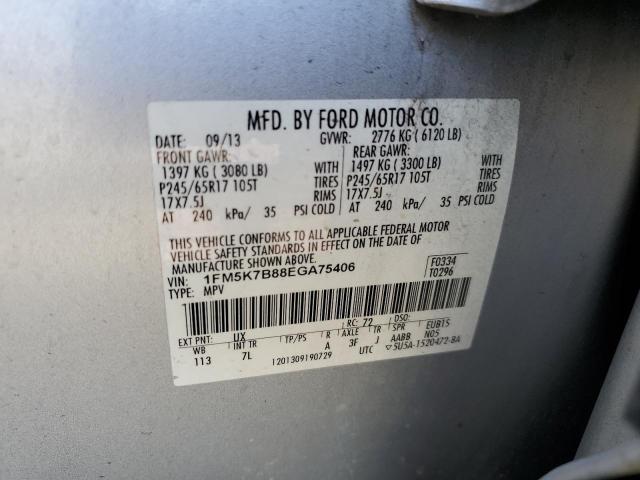 MFD. BY FORD MOTOR CO.
DATE: 09/13 GVWR: 2776 KG ( 6120 LB)
FRONT GAWR: REAR GAWR:
1397 KG ( 3080 LB) WITH 1497 KG ( 3300 LB) WITH
P245/65R17 105T TIRES P245/65R17 105T TIRES
17X7.5J RIMS 17X7.5J RIMS
AT 240 kPa/ 35 PSI COLD AT 240 kPa/ 35 PSI COLD
THIS VEHICLE CONFORMS TO ALL APPLICABLE FEDERAL MOTOR
VEHICLE SAFETY STANDARDS IN EFFECT ON THE DATE OF
MANUFACTURE SHOWN ABOVE.
VIN: 1FM5K7B88EGA75406 F0334
TYPE: MPV T0296
EXT PNT: UX RC: 72 DSO:
WB INT TR TP/PS R AXLE TR SPR EUB15
113 7L A 3F J AABB N05
1201309190729 UTC ▽5U5A-1520472-BA